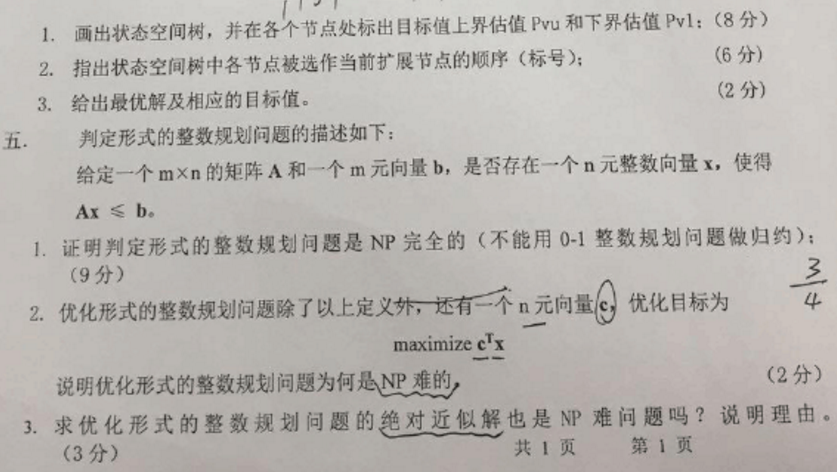 1. 画出状态空间树，并在各个节点处标出目标值上界估值 Pvu 和下界估值 Pvl；（8 分）
2. 指出状态空间树中各节点被选作当前扩展节点的顺序（标号）； （6 分)
3. 给出最优解及相应的目标值。 （2 分）
五. 判定形式的整数规划问题的描述如下：
给定一个 m×n 的矩阵 A 和一个 m 元向量 b，是否存在一个 n 元整数向量 x，使得
Ax ≤ b。
1. 证明判定形式的整数规划问题是 NP 完全的（不能用 0-1 整数规划问题做归约）；
（9 分）
3
4
2. 优化形式的整数规划问题除了以上定义外，还有一个 n 元向量 c，优化目标为
maximize cᵀx
说明优化形式的整数规划问题为何是 NP 难的， （2 分）
3. 求优化形式的整数规划问题的绝对近似解也是 NP 难问题吗？说明理由。
（3 分）
共 1 页 第 1 页